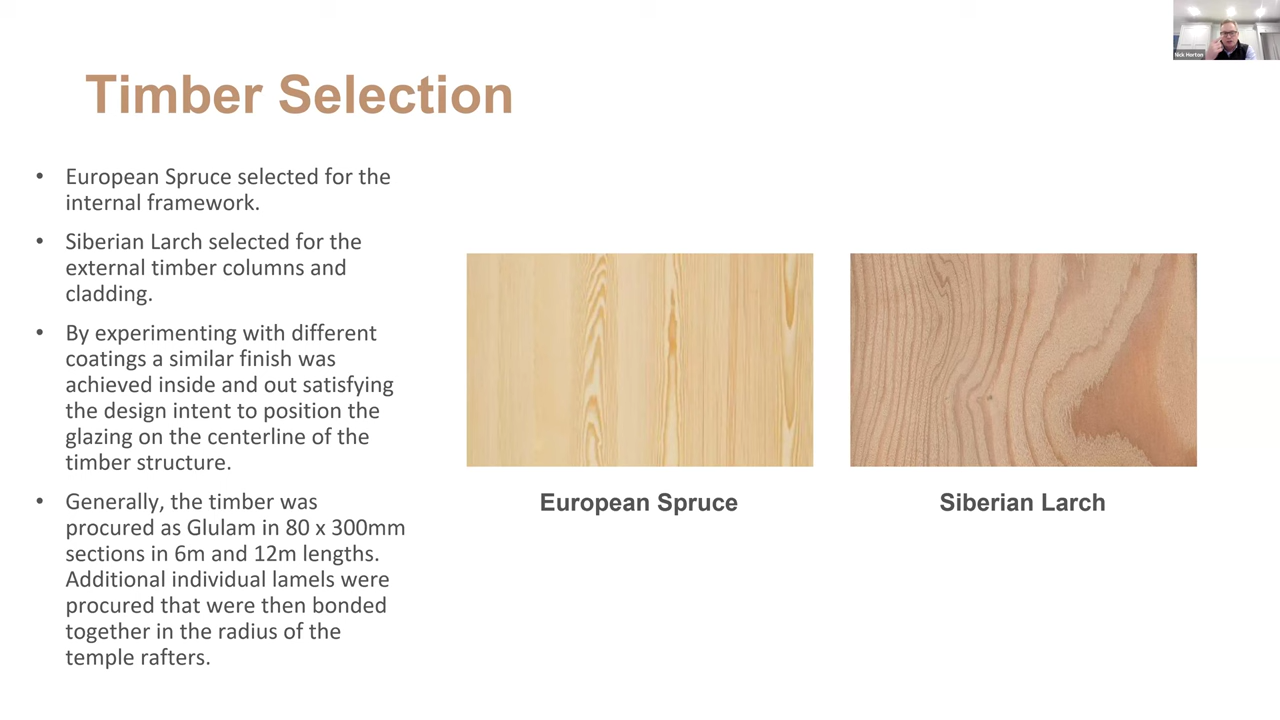 Nick Horton
Timber Selection
• European Spruce selected for the
internal framework.
• Siberian Larch selected for the
external timber columns and
cladding.
• By experimenting with different
coatings a similar finish was
achieved inside and out satisfying
the design intent to position the
glazing on the centerline of the
timber structure.
• Generally, the timber was
procured as Glulam in 80 x 300mm
sections in 6m and 12m lengths.
Additional individual lamels were
procured that were then bonded
together in the radius of the
temple rafters.
European Spruce
Siberian Larch